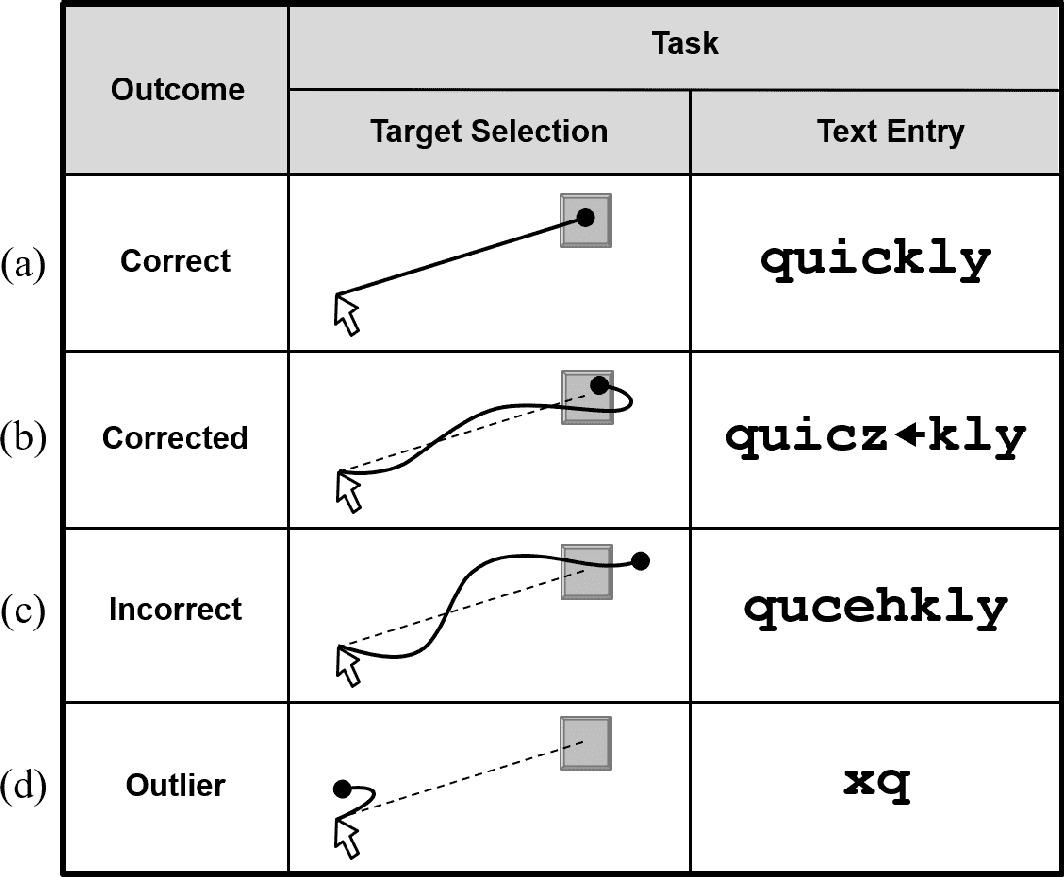 Outcome
Task
Target Selection
Text Entry
(a)
Correct
quickly
(b)
Corrected
quicz←kly
(c)
Incorrect
qucehkly
(d)
Outlier
xq